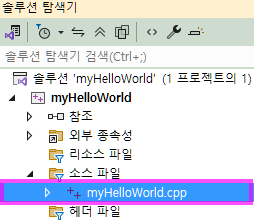 솔루션 탐색기
솔루션 탐색기 검색(Ctrl+;)
솔루션 'myHelloWorld' (1 프로젝트의 1)
myHelloWorld
참조
외부 종속성
리소스 파일
소스 파일
myHelloWorld.cpp
헤더 파일